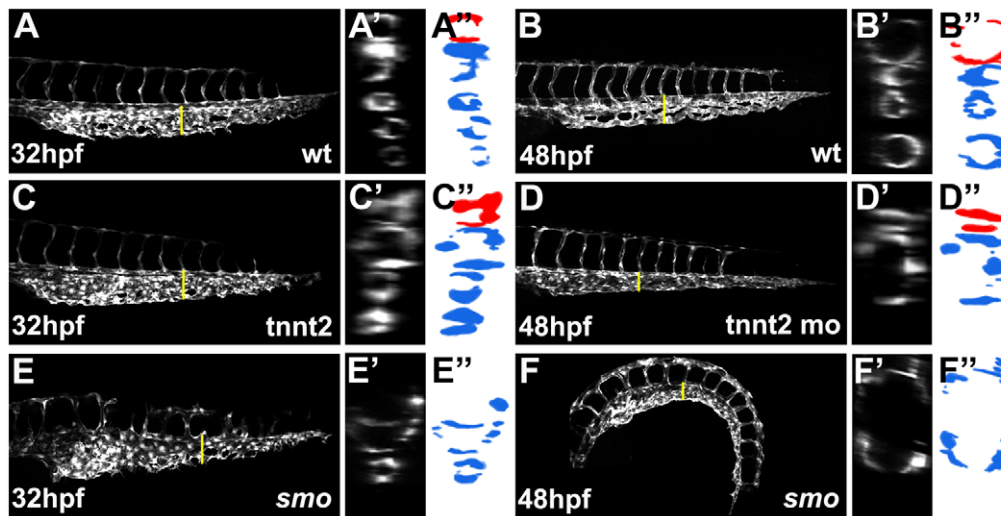 A A’ A’’ B B’ B’’
32hpf wt 48hpf wt
C C’ C’’ D D’ D’’
32hpf tnnt2 48hpf tnnt2 mo
E E’ E’’ F F’ F’’
32hpf smo 48hpf smo